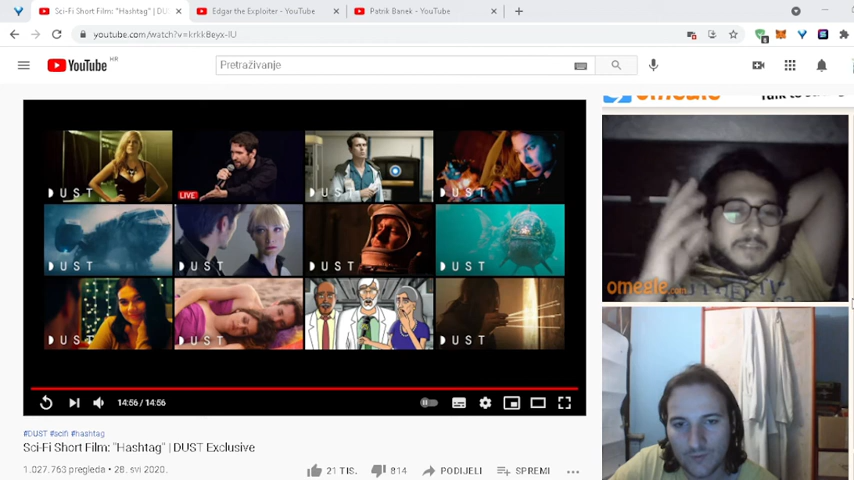 Sci-Fi Short Film: "Hashtag" | DUS
Edgar the Exploiter - YouTube
Patrik Banek - YouTube
youtube.com/watch?v=krkk8eyx-IU
YouTube HR
Pretraživanje
omegle
Talk to
DUST
LIVE
DUST
DUST
DUST
DUST
DUST
DUST
DUST
DUST
DUST
omegle.com
14:56 / 14:56
#DUST #scifi #hashtag
Sci-Fi Short Film: "Hashtag" | DUST Exclusive
1.027.763 pregleda • 28. svi 2020.
21 TIS.
814
PODIJELI
SPREMI